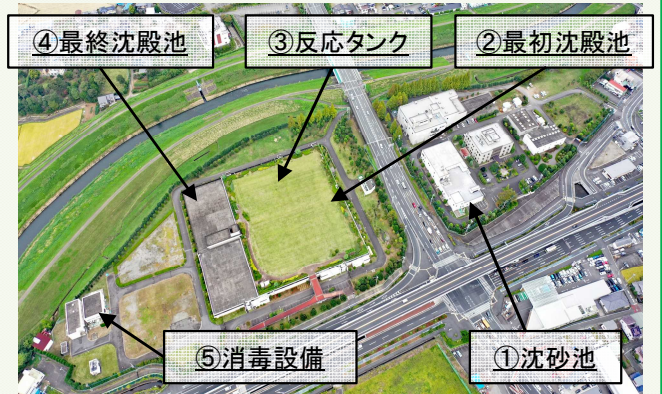 ④最終沈殿池
③反応タンク
②最初沈殿池
⑤消毒設備
①沈砂池